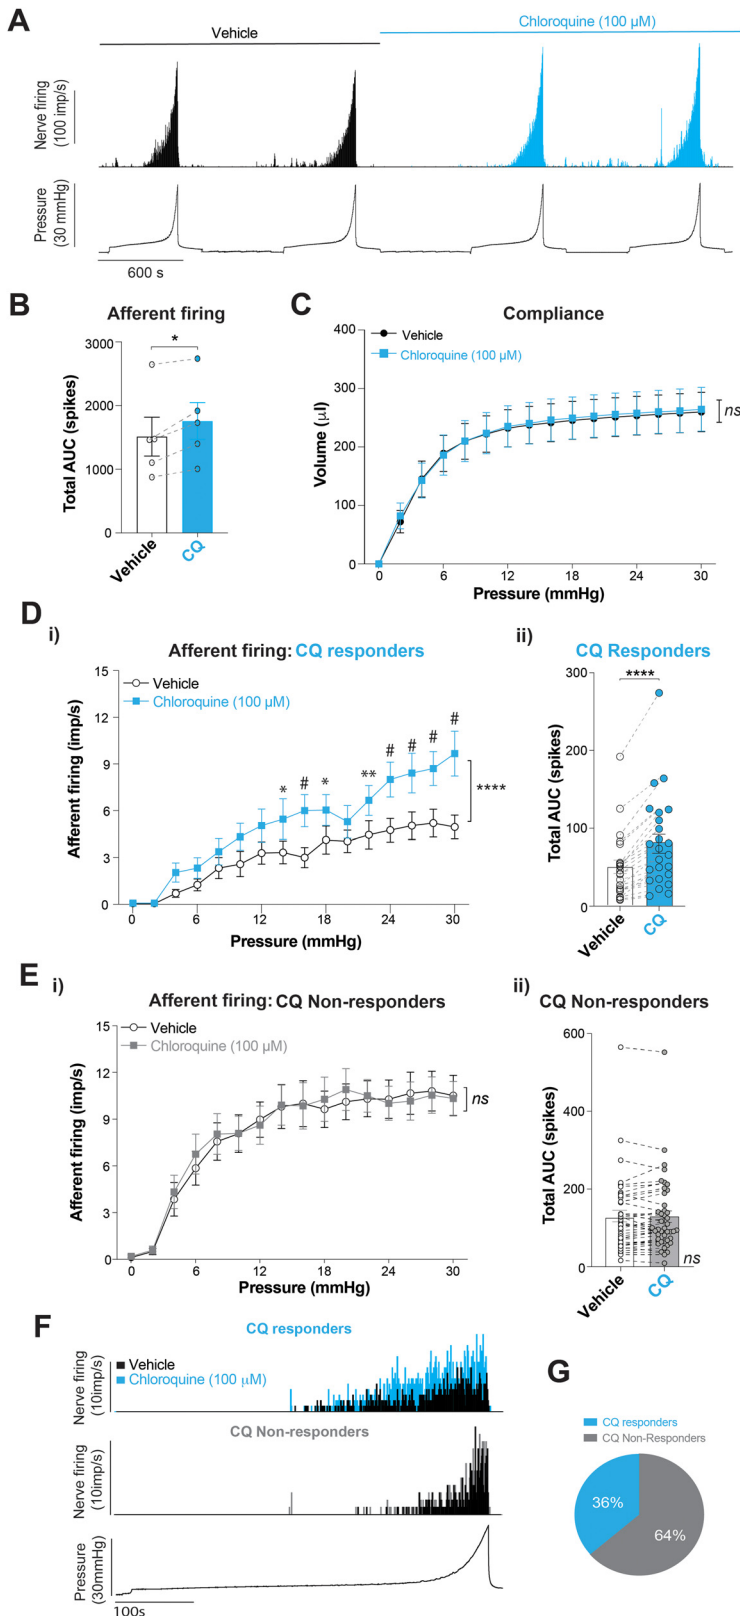 A
Vehicle
Chloroquine (100 µM)
Nerve firing
(100 imp/s)
Pressure
(30 mmHg)
600 s
B
Afferent firing
*
3000
2000
1000
0
Total AUC (spikes)
Vehicle
CQ
C
Compliance
Vehicle
Chloroquine (100 µM)
400
300
200
100
0
Volume (µl)
ns
0 6 12 18 24 30
Pressure (mmHg)
D
i)
Afferent firing: CQ responders
Vehicle
Chloroquine (100 µM)
15
12
9
6
3
0
Afferent firing (imp/s)
* # * ** # # # #
****
0 6 12 18 24 30
Pressure (mmHg)
ii)
CQ Responders
****
300
200
100
0
Total AUC (spikes)
Vehicle
CQ
E
i)
Afferent firing: CQ Non-responders
Vehicle
Chloroquine (100 µM)
15
12
9
6
3
0
Afferent firing (imp/s)
ns
0 6 12 18 24 30
Pressure (mmHg)
ii)
CQ Non-responders
600
400
200
0
Total AUC (spikes)
ns
Vehicle
CQ
F
CQ responders
Vehicle
Chloroquine (100 µM)
Nerve firing
(10imp/s)
CQ Non-responders
Nerve firing
(10imp/s)
Pressure
(30mmHg)
100s
G
CQ responders
CQ Non-Responders
36%
64%